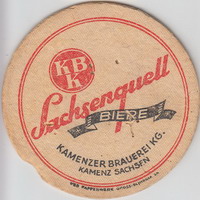 KBK
Sachsenquell
BIERE
KAMENZER BRAUEREI KG.
KAMENZ SACHSEN